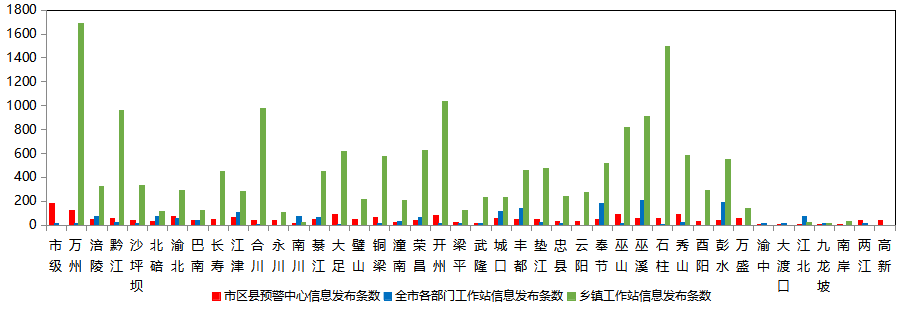 1800
1600
1400
1200
1000
800
600
400
200
0
市级
万州
涪陵
黔江
沙坪坝
北碚
渝北
巴南
长寿
江津
合川
永川
南川
綦江
大足
璧山
铜梁
潼南
荣昌
开州
梁平
武隆
城口
丰都
垫江
忠县
云阳
奉节
巫山
巫溪
石柱
秀山
酉阳
彭水
万盛
渝中
大渡口
江北
九龙坡
南岸
两江
高新
市区县预警中心信息发布条数 全市各部门工作站信息发布条数 乡镇工作站信息发布条数